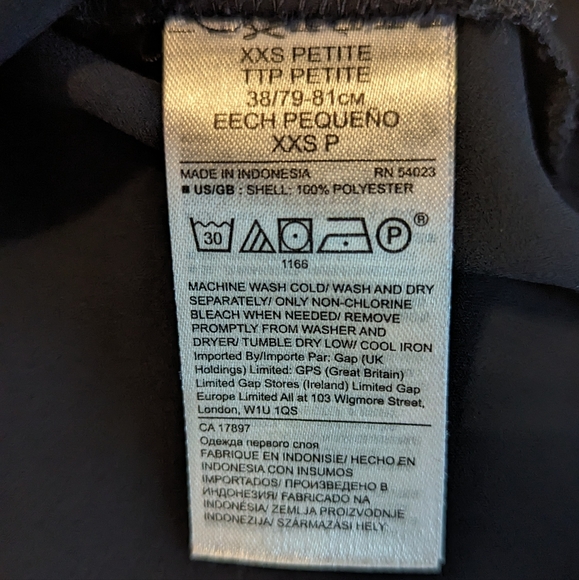 XXS PETITE
TTP PETITE
38/79-81CM
EECH PEQUEÑO
XXS P
MADE IN INDONESIA RN 54023
■ US/GB : SHELL: 100% POLYESTER
30 P ®
1166
MACHINE WASH COLD/ WASH AND DRY
SEPARATELY/ ONLY NON-CHLORINE
BLEACH WHEN NEEDED/ REMOVE
PROMPTLY FROM WASHER AND
DRYER/ TUMBLE DRY LOW/ COOL IRON
Imported By/Importe Par: Gap (UK
Holdings) Limited: GPS (Great Britain)
Limited Gap Stores (Ireland) Limited Gap
Europe Limited All at 103 Wigmore Street,
London, W1U 1QS
CA 17897
Одежда первого слоя
FABRIQUE EN INDONISIE/ HECHO EN
INDONESIA CON INSUMOS
IMPORTADOS/ ПРОИЗВЕДЕНО В
ИНДОНЕЗИЯ/ FABRICADO NA
INDONÉSIA/ ZEMLJA PROIZVODNJE
INDONEZIJA/ SZÁRMAZÁSI HELY: